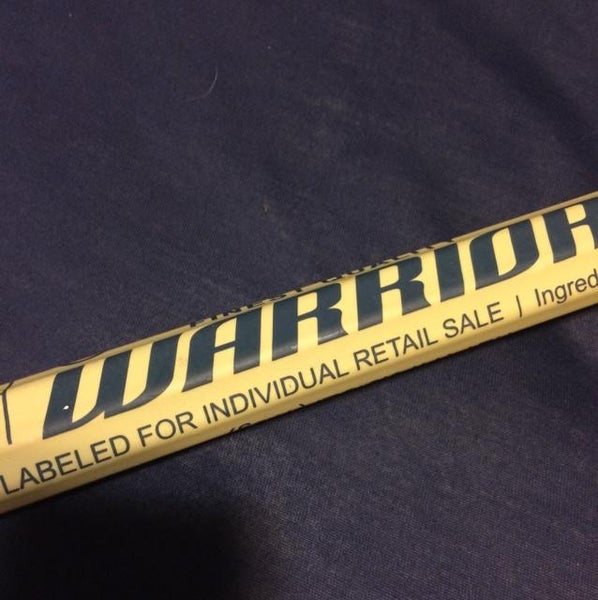 WARRIOR
LABELED FOR INDIVIDUAL RETAIL SALE | Ingred